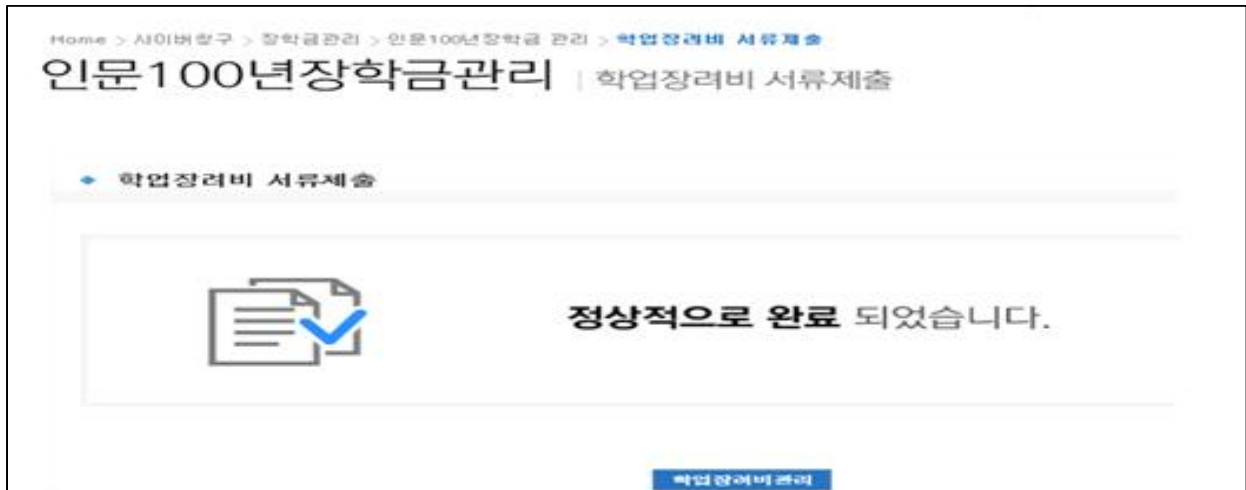 Home > 사이버창구 > 장학금관리 > 인문100년장학금 관리 > 학업장려비 서류제출
인문100년장학금관리 | 학업장려비 서류제출
학업장려비 서류제출
정상적으로 완료 되었습니다.
학업장려비관리